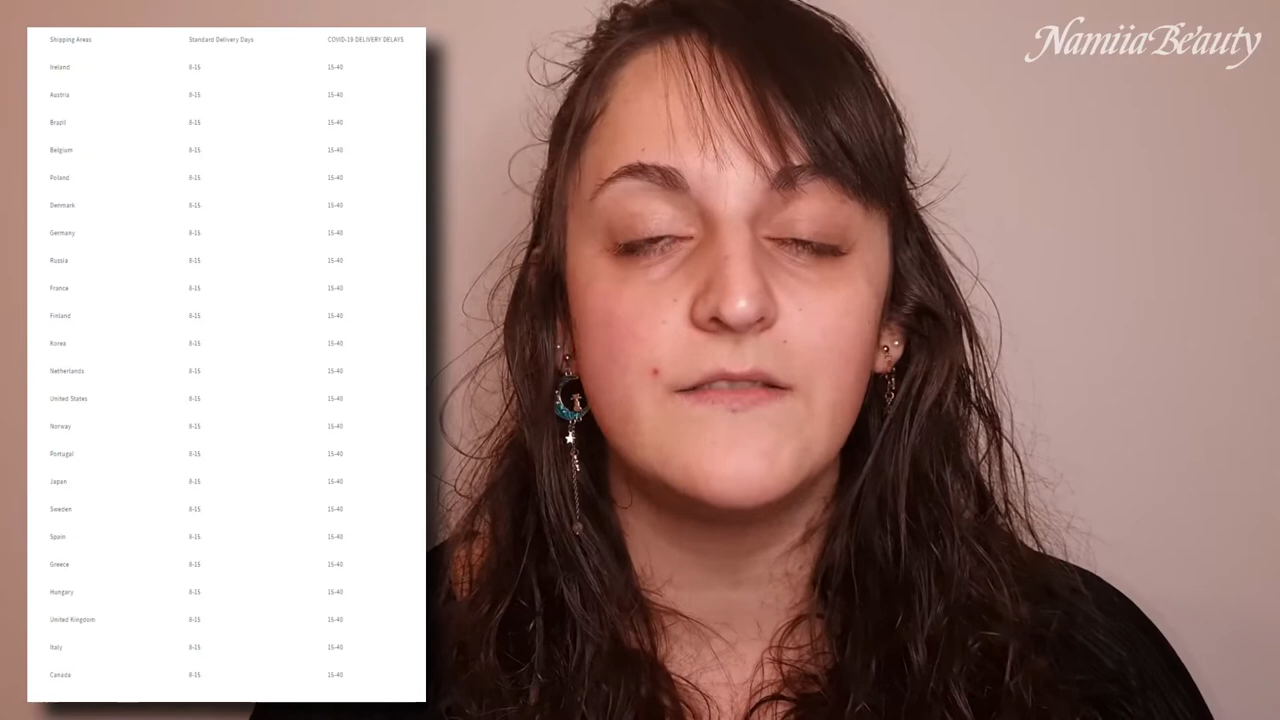 Shipping Areas Standard Delivery Days COVID-19 DELIVERY DELAYS
Ireland 8-15 15-40
Austria 8-15 15-40
Brazil 8-15 15-40
Belgium 8-15 15-40
Poland 8-15 15-40
Denmark 8-15 15-40
Germany 8-15 15-40
Russia 8-15 15-40
France 8-15 15-40
Finland 8-15 15-40
Korea 8-15 15-40
Netherlands 8-15 15-40
United States 8-15 15-40
Norway 8-15 15-40
Portugal 8-15 15-40
Japan 8-15 15-40
Sweden 8-15 15-40
Spain 8-15 15-40
Greece 8-15 15-40
Hungary 8-15 15-40
United Kingdom 8-15 15-40
Italy 8-15 15-40
Canada 8-15 15-40
NamiiaBeauty